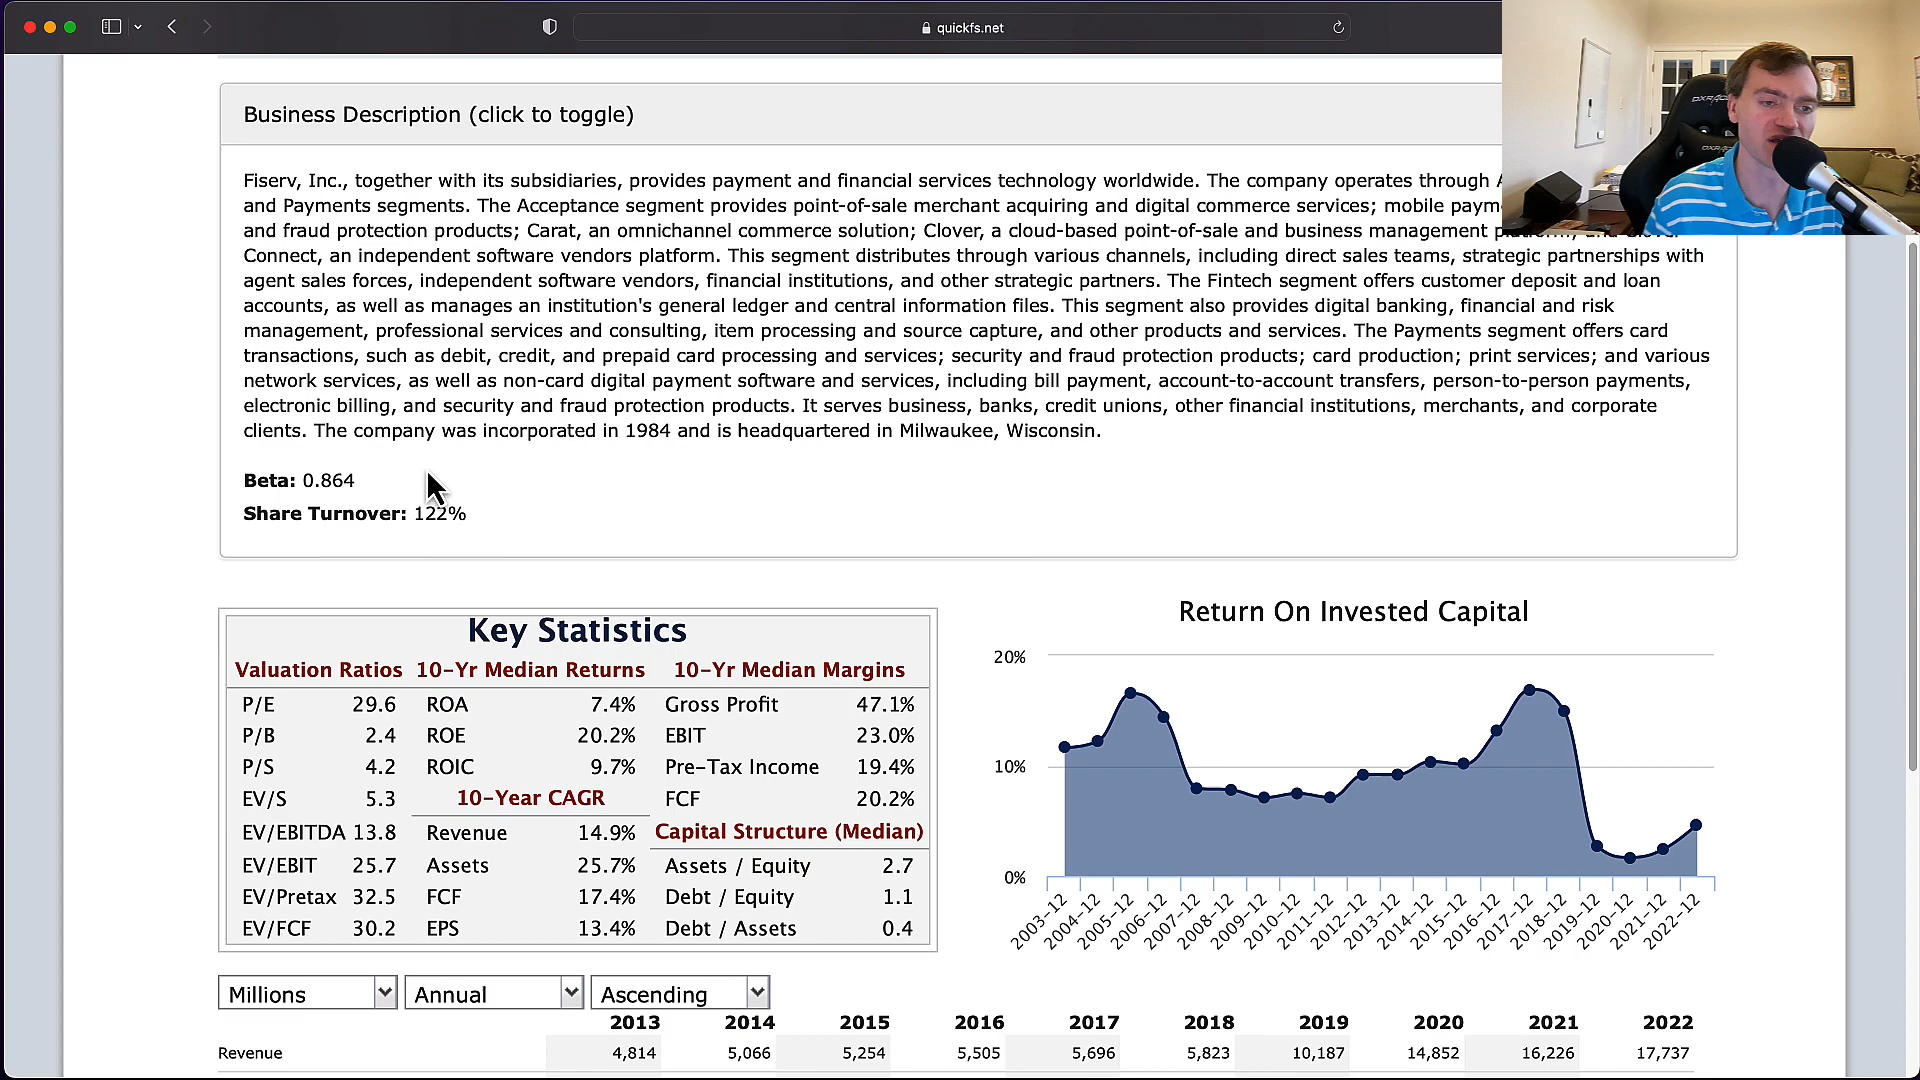 quickfs.net
Business Description (click to toggle)
Fiserv, Inc., together with its subsidiaries, provides payment and financial services technology worldwide. The company operates through
and Payments segments. The Acceptance segment provides point-of-sale merchant acquiring and digital commerce services; mobile
and fraud protection products; Carat, an omnichannel commerce solution; Clover, a cloud-based point-of-sale and business management
Connect, an independent software vendors platform. This segment distributes through various channels, including direct sales teams, strategic partnerships with
agent sales forces, independent software vendors, financial institutions, and other strategic partners. The Fintech segment offers customer deposit and loan
accounts, as well as manages an institution's general ledger and central information files. This segment also provides digital banking, financial and risk
management, professional services and consulting, item processing and source capture, and other products and services. The Payments segment offers card
transactions, such as debit, credit, and prepaid card processing and services; security and fraud protection products; card production; print services; and various
network services, as well as non-card digital payment software and services, including bill payment, account-to-account transfers, person-to-person payments,
electronic billing, and security and fraud protection products. It serves business, banks, credit unions, other financial institutions, merchants, and corporate
clients. The company was incorporated in 1984 and is headquartered in Milwaukee, Wisconsin.
Beta: 0.864
Share Turnover: 122%
Key Statistics
Valuation Ratios 10-Yr Median Returns 10-Yr Median Margins
P/E 29.6 ROA 7.4% Gross Profit 47.1%
P/B 2.4 ROE 20.2% EBIT 23.0%
P/S 4.2 ROIC 9.7% Pre-Tax Income 19.4%
EV/S 5.3 10-Year CAGR FCF 20.2%
EV/EBITDA 13.8 Revenue 14.9% Capital Structure (Median)
EV/EBIT 25.7 Assets 25.7% Assets / Equity 2.7
EV/Pretax 32.5 FCF 17.4% Debt / Equity 1.1
EV/FCF 30.2 EPS 13.4% Debt / Assets 0.4
Return On Invested Capital
20%
10%
0%
2003-12 2004-12 2005-12 2006-12 2007-12 2008-12 2009-12 2010-12 2011-12 2012-12 2013-12 2014-12 2015-12 2016-12 2017-12 2018-12 2019-12 2020-12 2021-12 2022-12
Millions Annual Ascending
2013 2014 2015 2016 2017 2018 2019 2020 2021 2022
Revenue 4,814 5,066 5,254 5,505 5,696 5,823 10,187 14,852 16,226 17,737